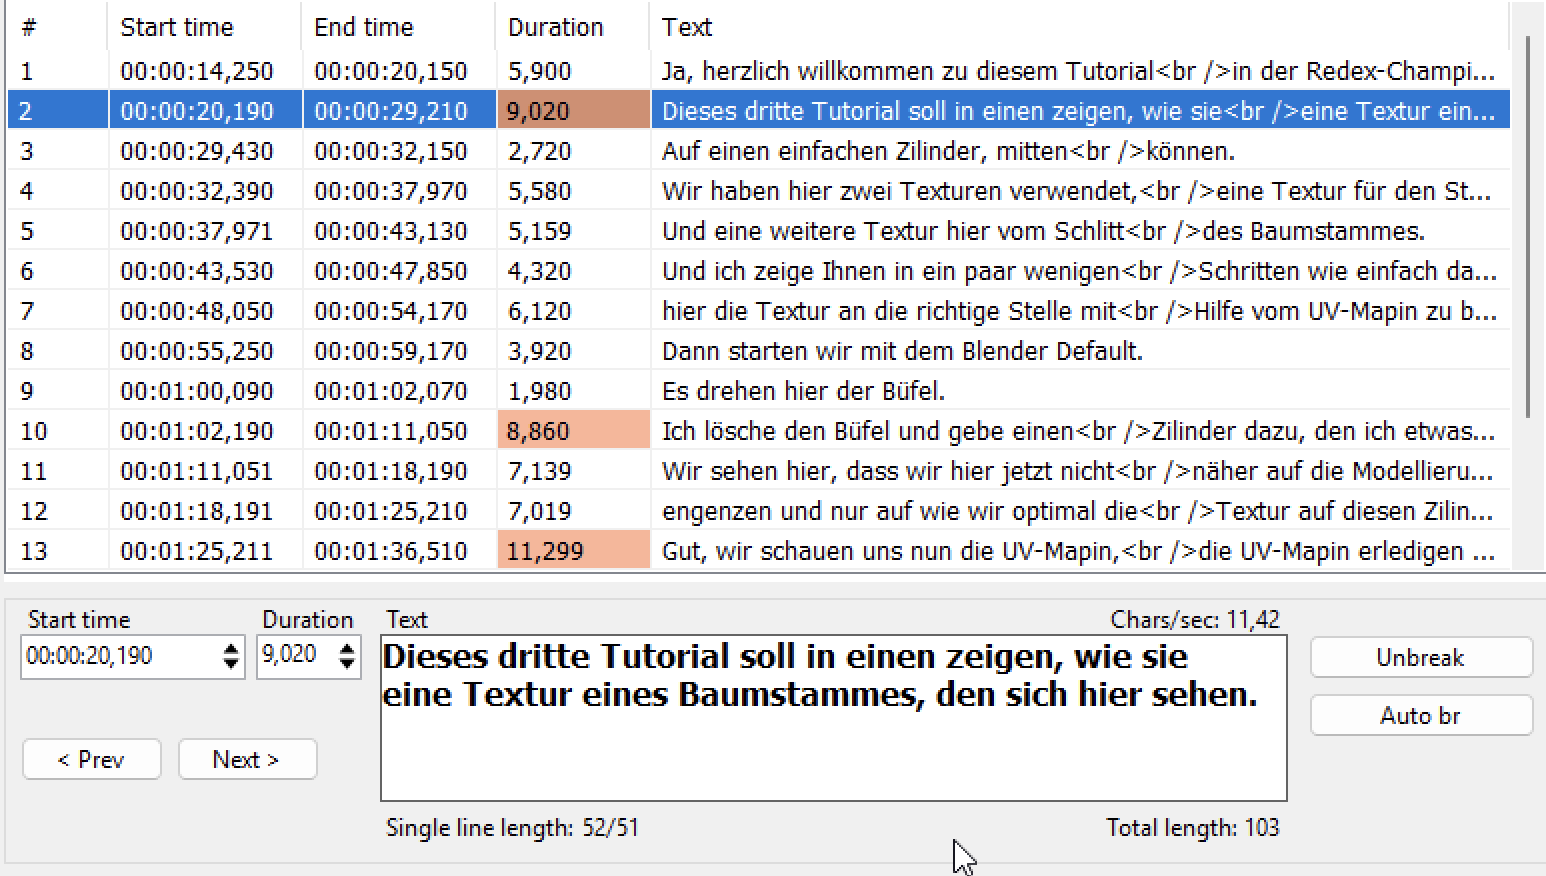 # Start time End time Duration Text
1 00:00:14,250 00:00:20,150 5,900 Ja, herzlich willkommen zu diesem Tutorial<br />in der Redex-Champi...
2 00:00:20,190 00:00:29,210 9,020 Dieses dritte Tutorial soll in einen zeigen, wie sie<br />eine Textur ein...
3 00:00:29,430 00:00:32,150 2,720 Auf einen einfachen Zilinder, mitten<br />können.
4 00:00:32,390 00:00:37,970 5,580 Wir haben hier zwei Texturen verwendet,<br />eine Textur für den St...
5 00:00:37,971 00:00:43,130 5,159 Und eine weitere Textur hier vom Schlitt<br />des Baumstammes.
6 00:00:43,530 00:00:47,850 4,320 Und ich zeige Ihnen in ein paar wenigen<br />Schritten wie einfach da...
7 00:00:48,050 00:00:54,170 6,120 hier die Textur an die richtige Stelle mit<br />Hilfe vom UV-Mapin zu b...
8 00:00:55,250 00:00:59,170 3,920 Dann starten wir mit dem Blender Default.
9 00:01:00,090 00:01:02,070 1,980 Es drehen hier der Büfel.
10 00:01:02,190 00:01:11,050 8,860 Ich lösche den Büfel und gebe einen<br />Zilinder dazu, den ich etwas...
11 00:01:11,051 00:01:18,190 7,139 Wir sehen hier, dass wir hier jetzt nicht<br />näher auf die Modellieru...
12 00:01:18,191 00:01:25,210 7,019 engenzen und nur auf wie wir optimal die<br />Textur auf diesen Zilin...
13 00:01:25,211 00:01:36,510 11,299 Gut, wir schauen uns nun die UV-Mapin,<br />die UV-Mapin erledigen ...
Start time Duration Text Chars/sec: 11,42
00:00:20,190 9,020
Dieses dritte Tutorial soll in einen zeigen, wie sie
eine Textur eines Baumstammes, den sich hier sehen.
Unbreak
Auto br
< Prev Next >
Single line length: 52/51 Total length: 103